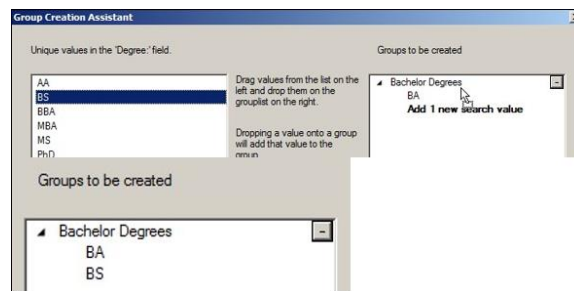 Group Creation Assistant
Unique values in the 'Degree:' field.
AA
BS
BBA
MBA
MS
PhD
Drag values from the list on the
left and drop them on the
grouplist on the right.
Dropping a value onto a group
will add that value to the
group
Groups to be created
Bachelor Degrees
BA
Add 1 new search value
Groups to be created
Bachelor Degrees
BA
BS